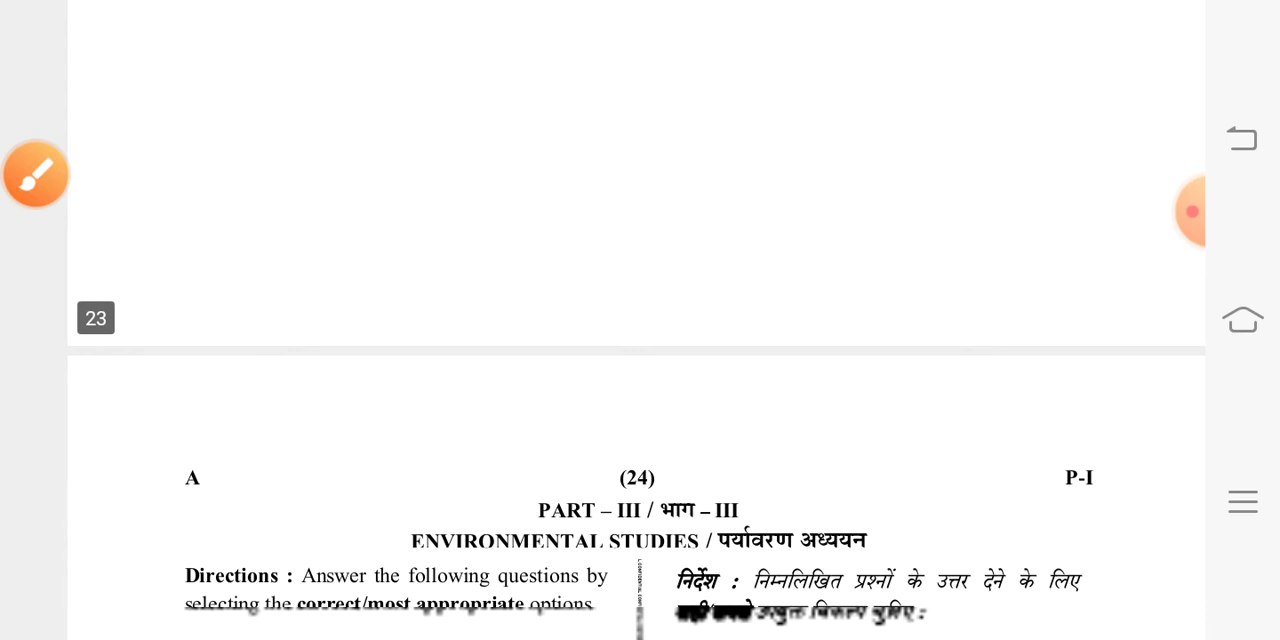 23
A (24) P-I
PART – III / भाग – III
ENVIRONMENTAL STUDIES / पर्यावरण अध्ययन
Directions : Answer the following questions by
selecting the correct/most appropriate options.
निर्देश : निम्नलिखित प्रश्नों के उत्तर देने के लिए
चुनिए :